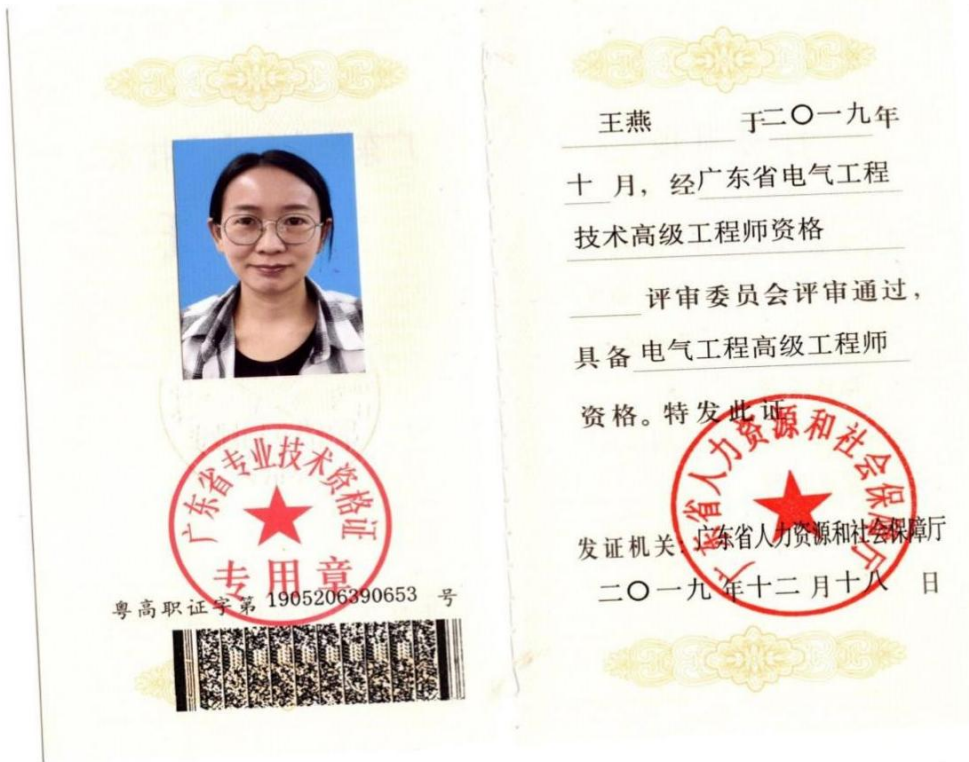 广东省专业技术资格证
专用章
粤高职证字第 1905206390653 号
王燕 于二〇一九年
十月，经广东省电气工程
技术高级工程师资格
评审委员会评审通过，
具备 电气工程高级工程师
资格。特发此证
广东省人力资源和社会保障厅
发证机关：广东省人力资源和社会保障厅
二〇一九年十二月十八日